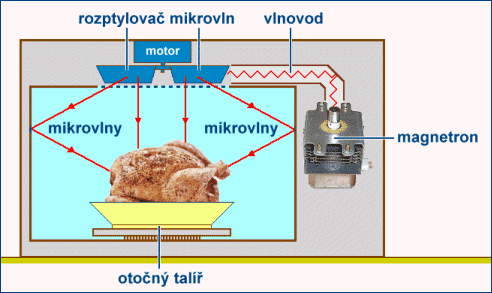 rozptylovač mikrovln
vlnovod
motor
mikrovlny
mikrovlny
magnetron
otočný talíř